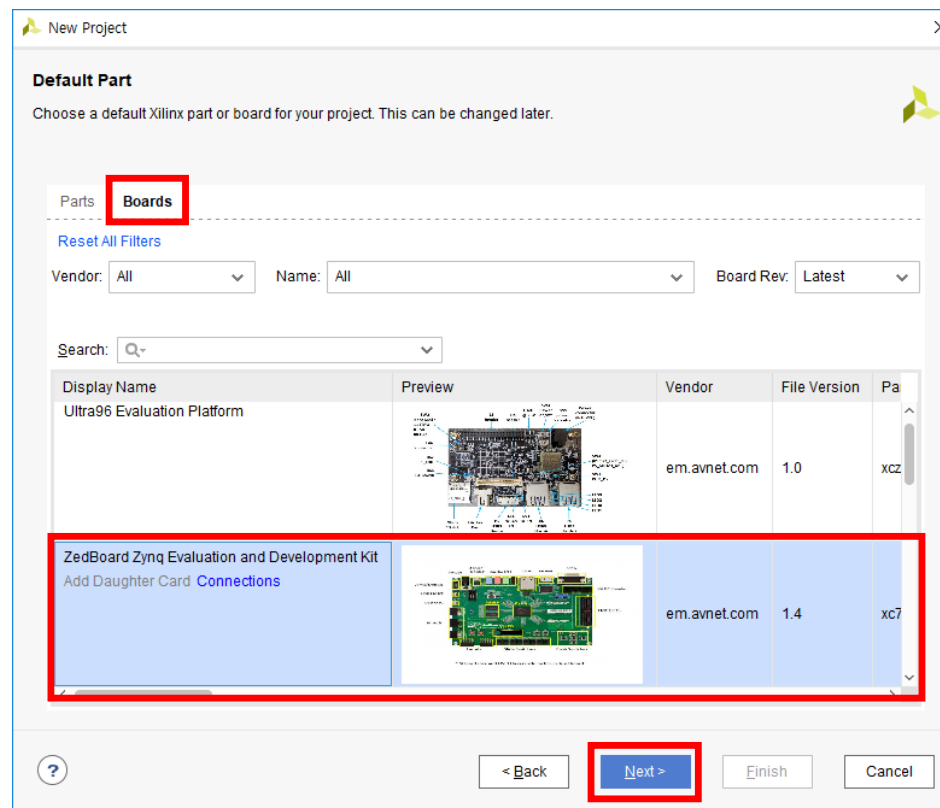 New Project
Default Part
Choose a default Xilinx part or board for your project. This can be changed later.
Parts Boards
Reset All Filters
Vendor: All Name: All Board Rev: Latest
Search:
Display Name Preview Vendor File Version Pa
Ultra96 Evaluation Platform
em.avnet.com 1.0 xcz
ZedBoard Zynq Evaluation and Development Kit
Add Daughter Card Connections
em.avnet.com 1.4 xc7
? < Back Next > Finish Cancel